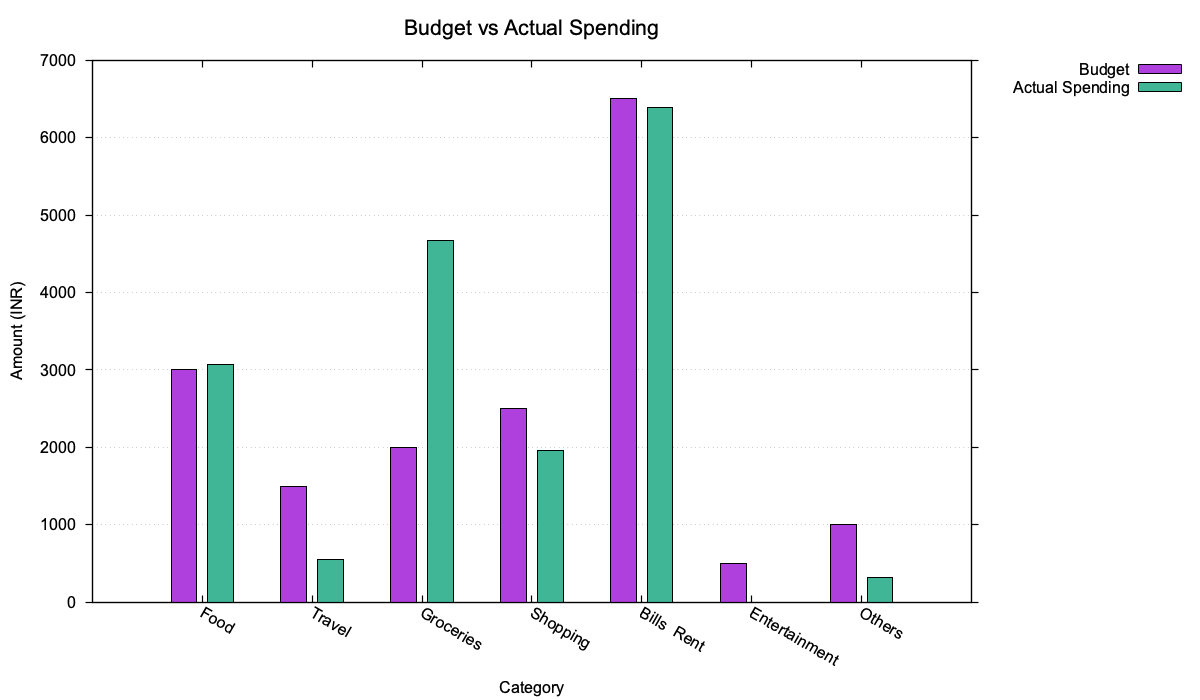 Budget vs Actual Spending
Budget
Actual Spending
7000
6000
5000
4000
3000
2000
1000
0
Amount (INR)
Food
Travel
Groceries
Shopping
Bills  Rent
Entertainment
Others
Category